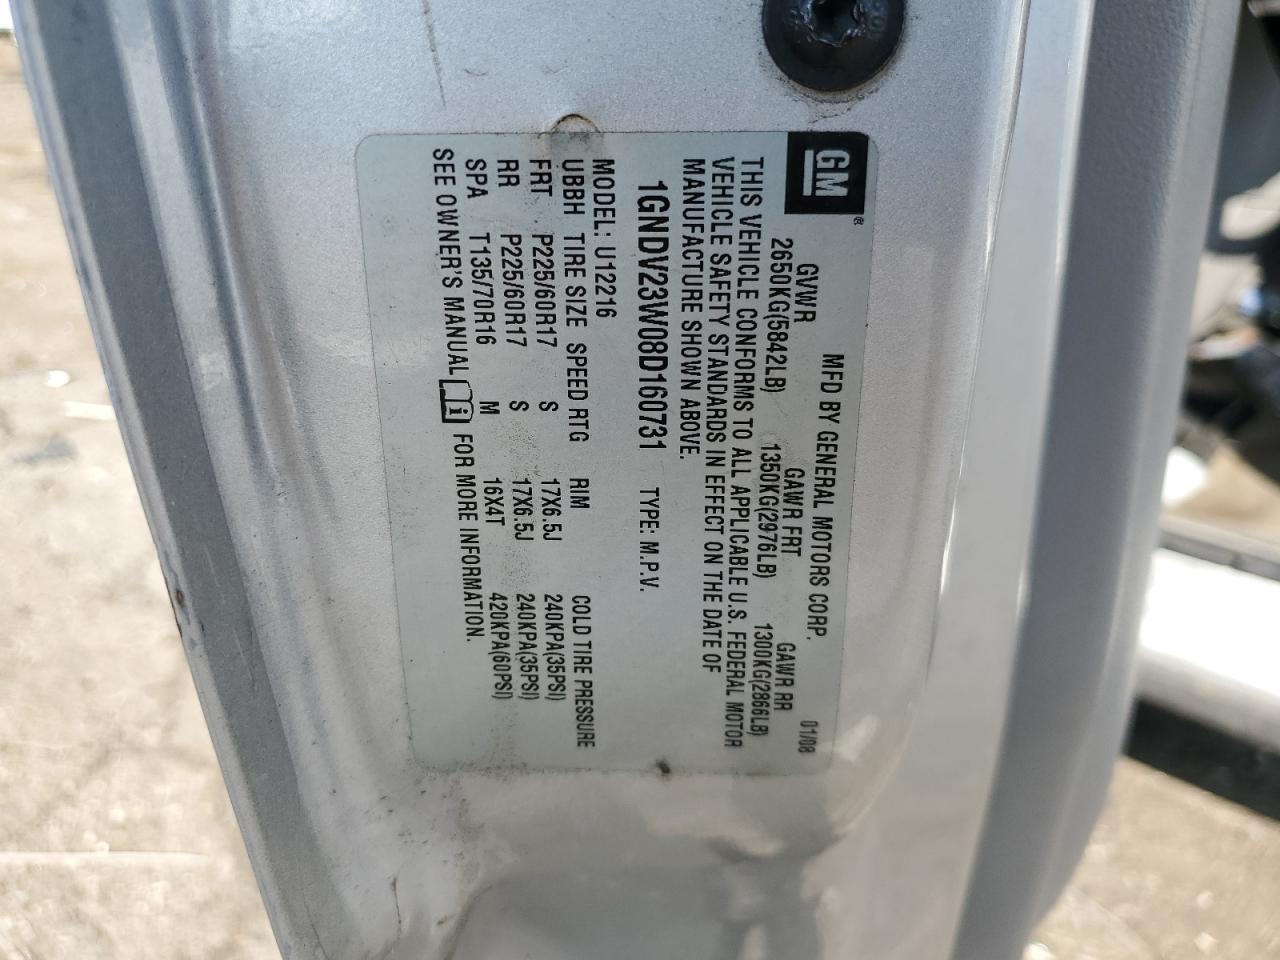 GM®
MFD BY GENERAL MOTORS CORP. 01/08
GVWR GAWR FRT GAWR RR
2650KG(5842LB) 1350KG(2976LB) 1300KG(2866LB)
THIS VEHICLE CONFORMS TO ALL APPLICABLE U.S. FEDERAL MOTOR
VEHICLE SAFETY STANDARDS IN EFFECT ON THE DATE OF
MANUFACTURE SHOWN ABOVE.
1GNDV23W08D160731 TYPE: M.P.V.
MODEL: U12216
UBBH TIRE SIZE SPEED RTG RIM COLD TIRE PRESSURE
FRT P225/60R17 S 17X6.5J 240KPA(35PSI)
RR P225/60R17 S 17X6.5J 240KPA(35PSI)
SPA T135/70R16 M 16X4T 420KPA(60PSI)
SEE OWNER'S MANUAL i FOR MORE INFORMATION.